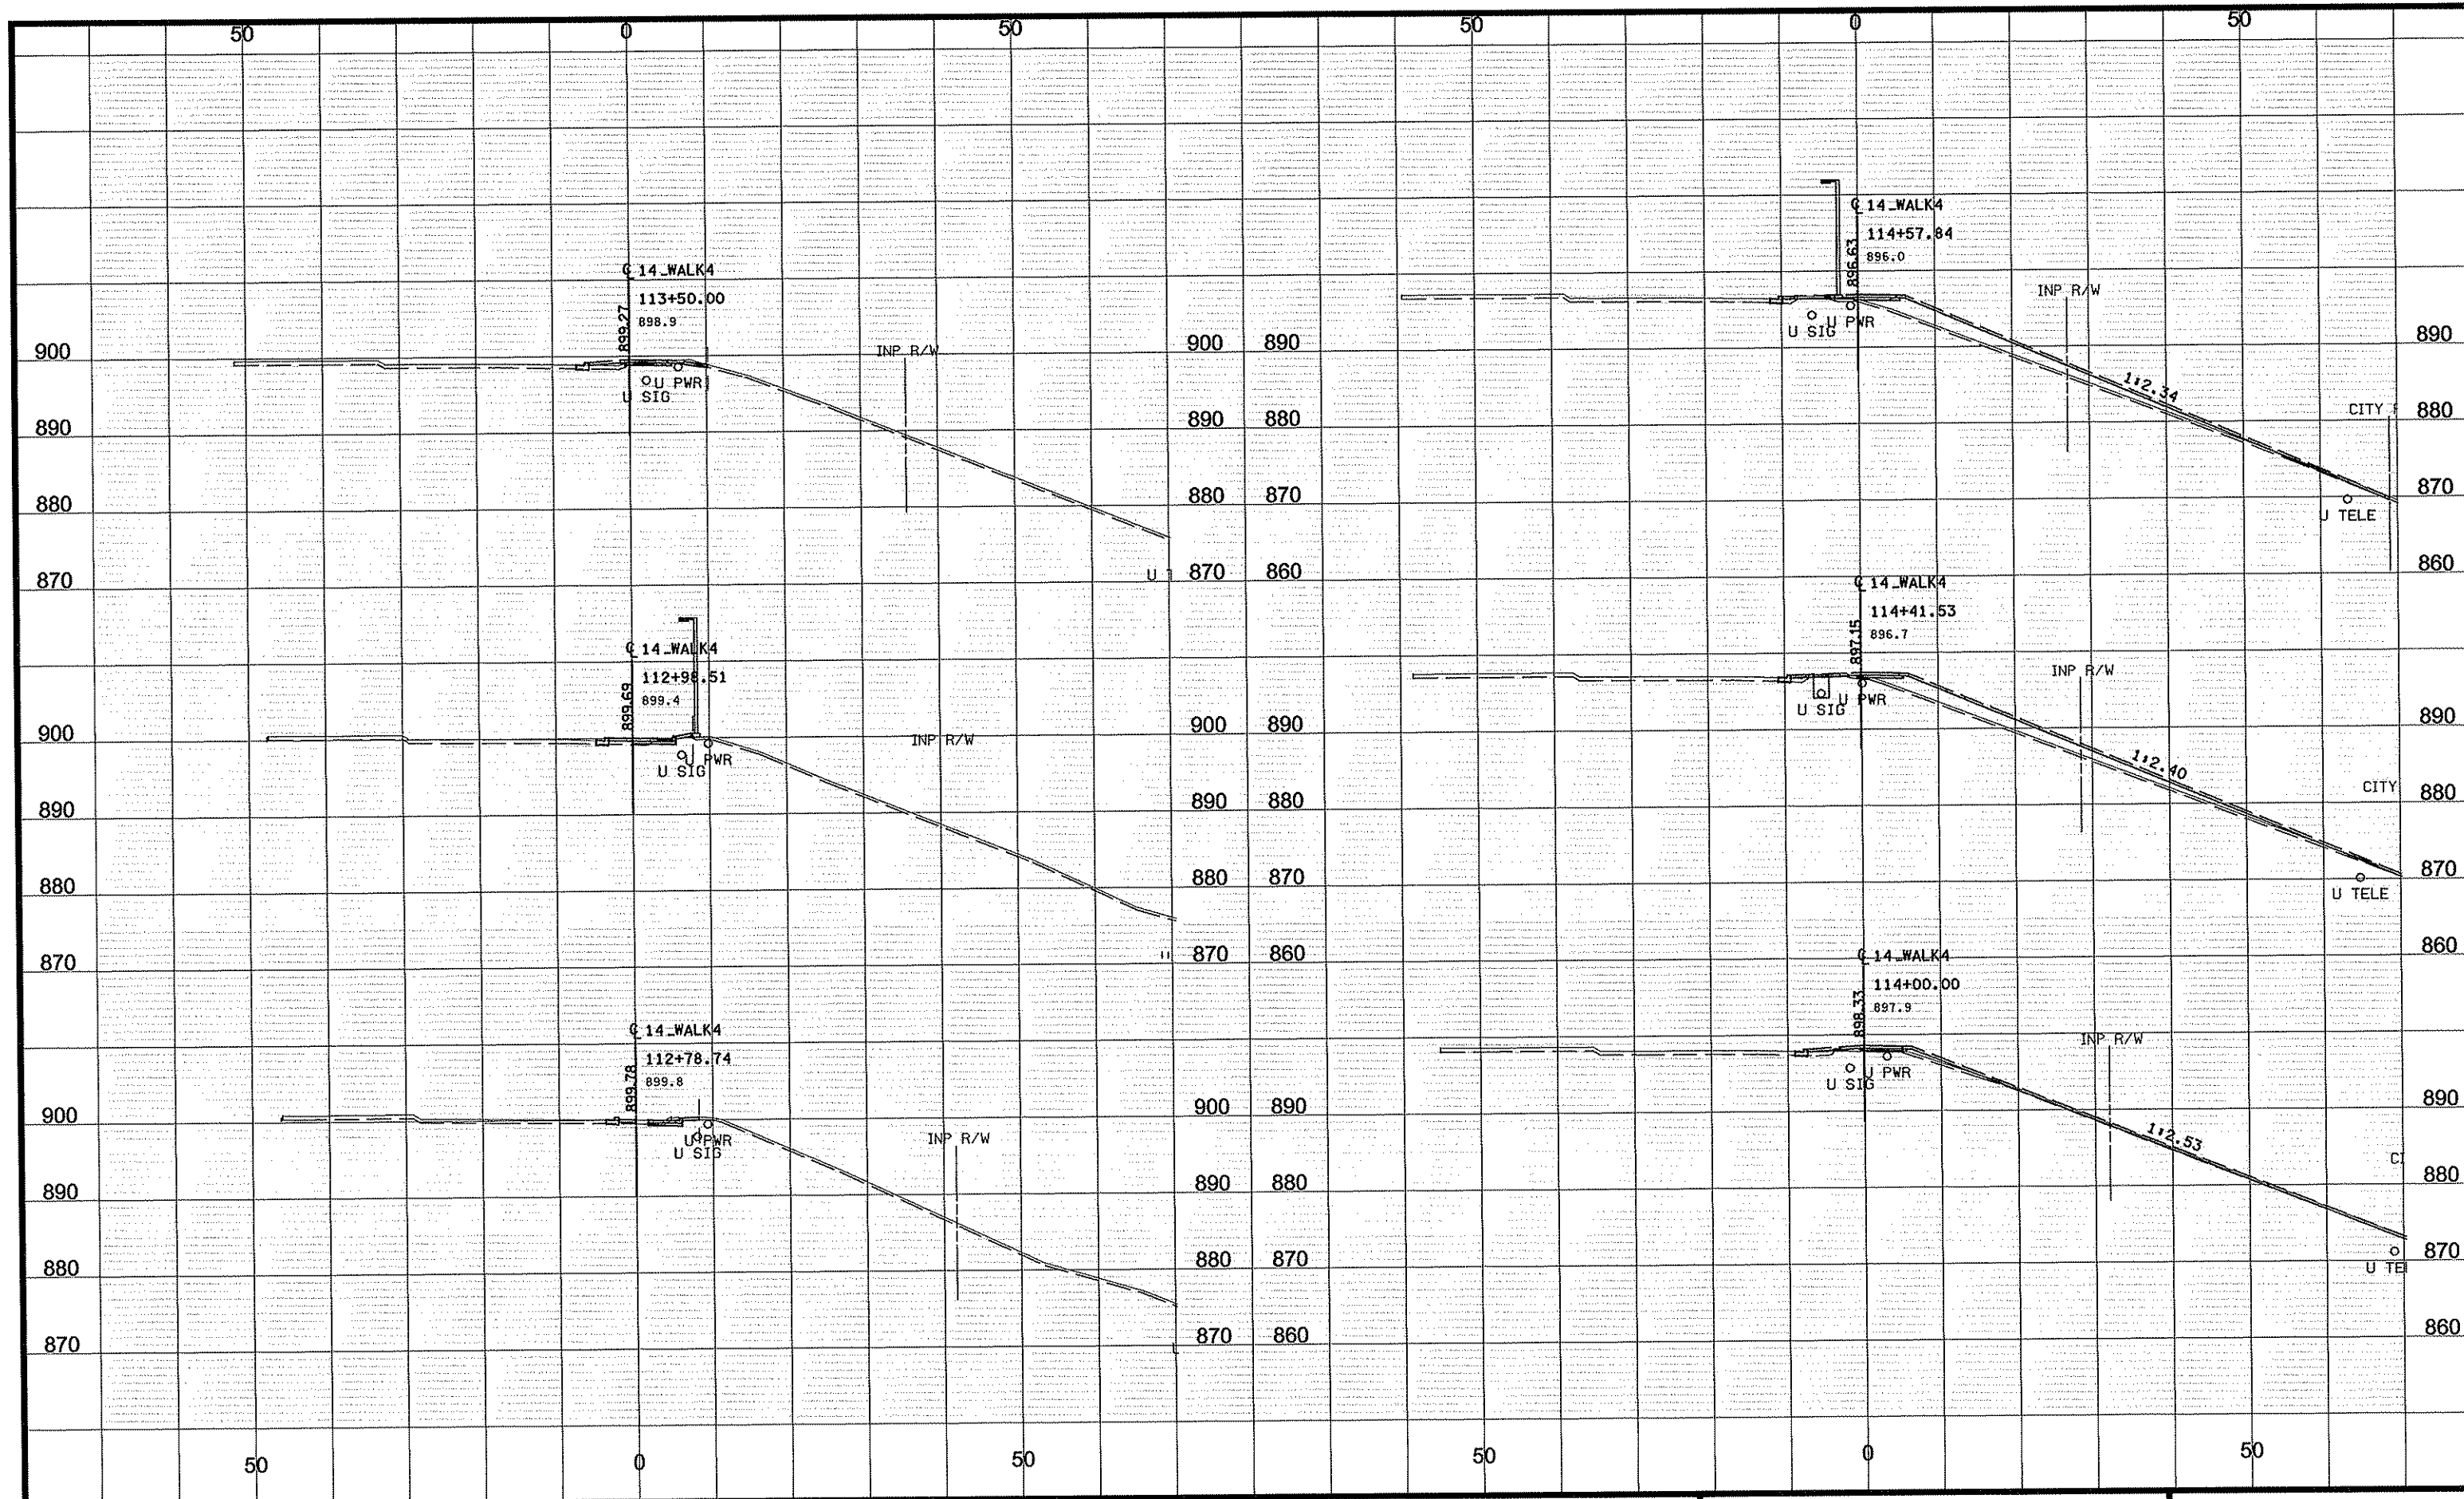 50 0 50 50 0 50
14_WALK4
113+50.00
898.9
899.27
900 900
INP R/W
U PWR
U SIG
890 890
880 880
870 870
U
14_WALK4
112+98.51
899.4
899.69
900 900
INP R/W
U PWR
U SIG
890 890
880 880
870 870
14_WALK4
112+78.74
899.8
899.78
900 900
INP R/W
U PWR
U SIG
890 890
880 880
870 870
14_WALK4
114+57.84
896.0
896.63
INP R/W
U PWR
U SIG
890 890
1:2.34
CITY
880 880
870 870
U TELE
860 860
14_WALK4
114+41.53
896.7
897.15
INP R/W
U PWR
U SIG
890 890
1:2.40
CITY
880 880
870 870
U TELE
860 860
14_WALK4
114+00.00
897.9
898.33
INP R/W
U PWR
U SIG
890 890
1:2.53
CI
880 880
870 870
U TE
860 860
50 0 50 50 0 50